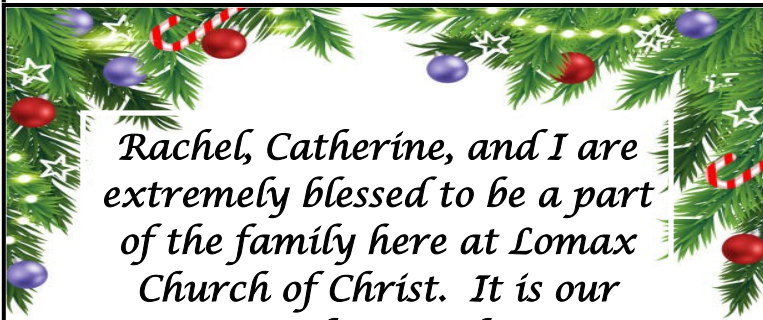 Rachel, Catherine, and I are
extremely blessed to be a part
of the family here at Lomax
Church of Christ.  It is our